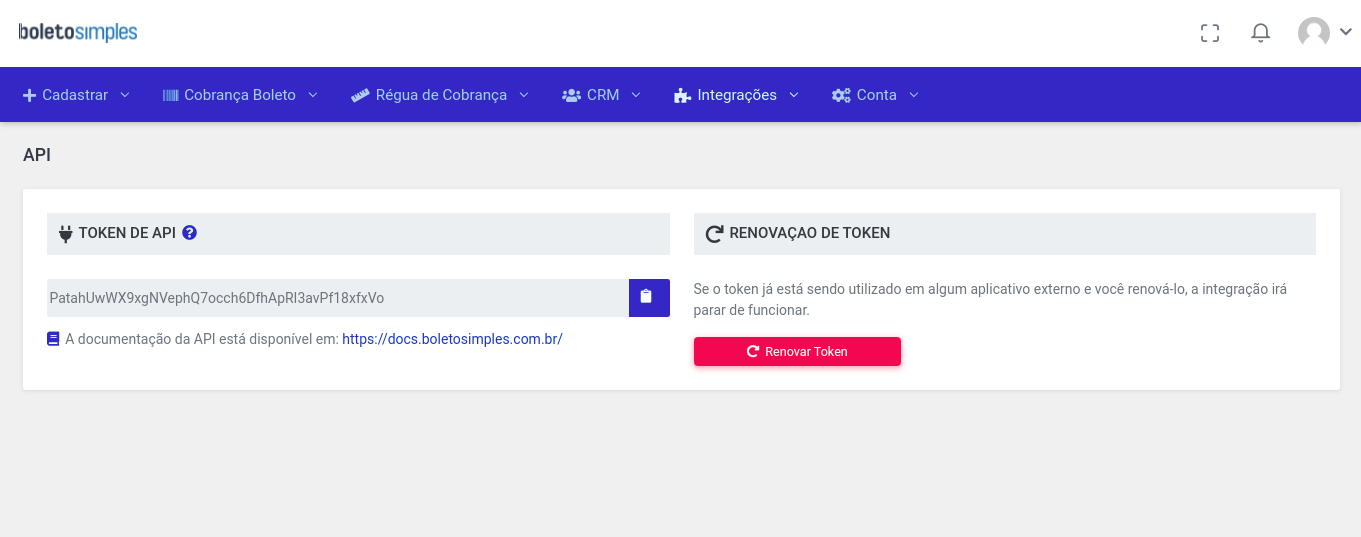 boletosimples
Cadastrar Cobrança Boleto Régua de Cobrança CRM Integrações Conta
API
TOKEN DE API ?
PatahUwWX9xgNVephQ7occh6DfhApRI3avPf18xfxVo
A documentação da API está disponível em: https://docs.boletosimples.com.br/
RENOVAÇAO DE TOKEN
Se o token já está sendo utilizado em algum aplicativo externo e você renová-lo, a integração irá
parar de funcionar.
Renovar Token